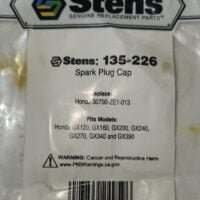 Stens
GENUINE REPLACEMENT PARTS™
Stens: 135-226
Spark Plug Cap
Replaces:
Honda 30700-ZE1-013
Fits Models:
Honda GX120, GX160, GX200, GX240,
GX270, GX340 and GX390
WARNING: Cancer and Reproductive Harm
www.P65Warnings.ca.gov